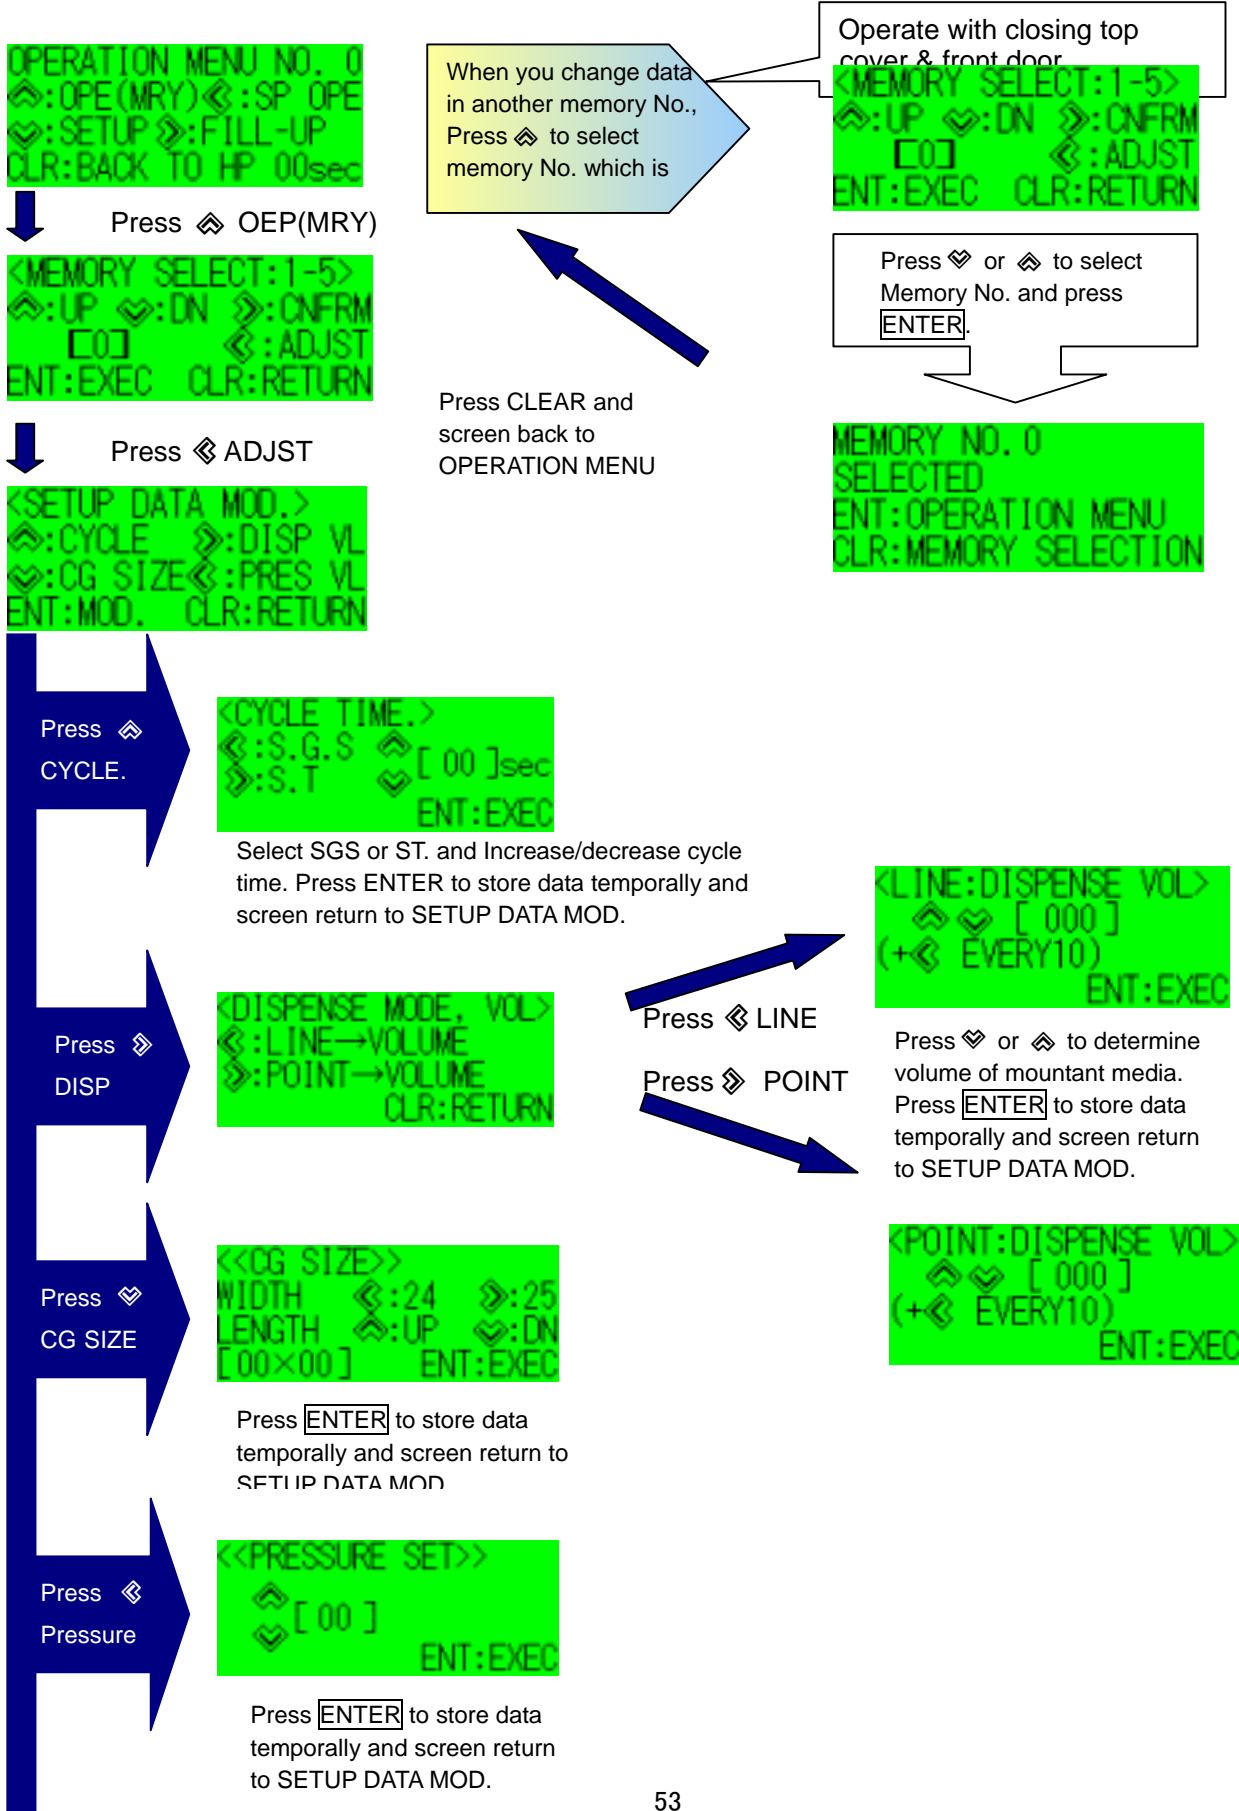 OPERATION MENU NO. 0
︽:OPE(MRY)《:SP OPE
︾:SETUP 》:FILL-UP
CLR:BACK TO HP 00sec
Press ︽ OEP(MRY)
<MEMORY SELECT:1-5>
︽:UP ︾:DN 》:CNFRM
[0] 《:ADJST
ENT:EXEC CLR:RETURN
Press 《 ADJST
<SETUP DATA MOD.>
︽:CYCLE 》:DISP VL
︾:CG SIZE《:PRES VL
ENT:MOD. CLR:RETURN
When you change data
in another memory No.,
Press ︽ to select
memory No. which is
Press CLEAR and
screen back to
OPERATION MENU
Operate with closing top
cover & front door
<MEMORY SELECT:1-5>
︽:UP ︾:DN 》:CNFRM
[0] 《:ADJST
ENT:EXEC CLR:RETURN
Press ︾ or ︽ to select
Memory No. and press
ENTER.
MEMORY NO. 0
SELECTED
ENT:OPERATION MENU
CLR:MEMORY SELECTION
Press ︽
CYCLE.
<CYCLE TIME.>
《:S.G.S ︽
[ 00 ]sec
》:S.T ︾
ENT:EXEC
Select SGS or ST. and Increase/decrease cycle
time. Press ENTER to store data temporally and
screen return to SETUP DATA MOD.
Press 》
DISP
<DISPENSE MODE, VOL>
《:LINE→VOLUME
》:POINT→VOLUME
CLR:RETURN
Press 《 LINE
Press 》 POINT
<LINE:DISPENSE VOL>
︽ ︾ [ 000 ]
(+《 EVERY10)
ENT:EXEC
Press ︾ or ︽ to determine
volume of mountant media.
Press ENTER to store data
temporally and screen return
to SETUP DATA MOD.
<POINT:DISPENSE VOL>
︽ ︾ [ 000 ]
(+《 EVERY10)
ENT:EXEC
Press ︾
CG SIZE
<<CG SIZE>>
WIDTH 《:24 》:25
LENGTH ︽:UP ︾:DN
[00×00] ENT:EXEC
Press ENTER to store data
temporally and screen return to
SETUP DATA MOD
Press 《
Pressure
<<PRESSURE SET>>
︽
[ 00 ]
︾
ENT:EXEC
Press ENTER to store data
temporally and screen return
to SETUP DATA MOD.
53